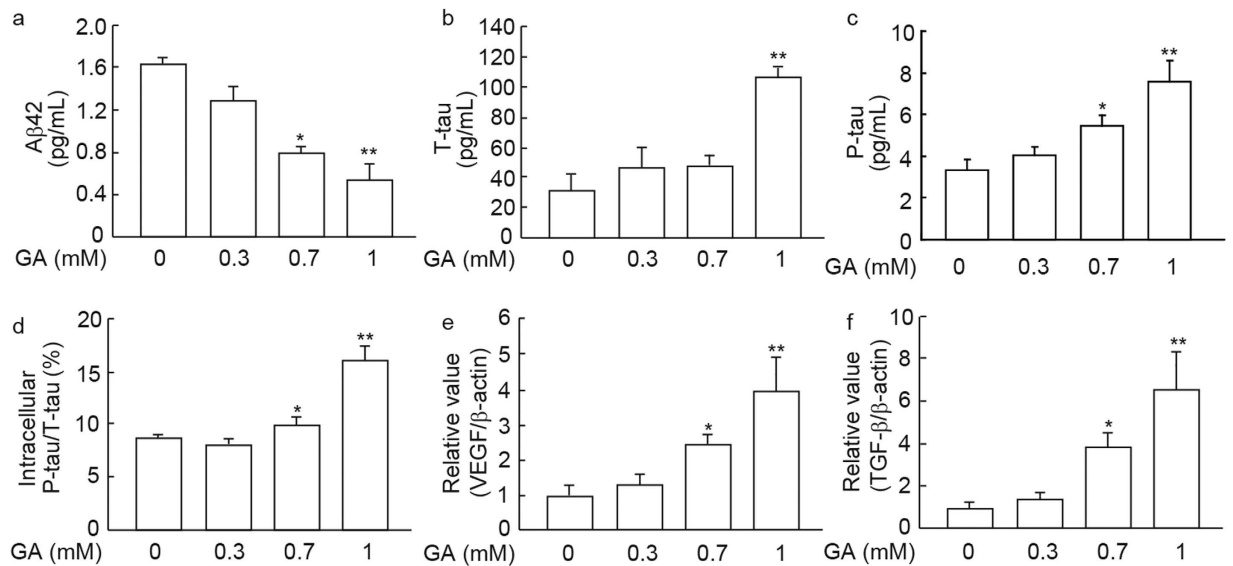 a
2.0
1.6
1.2
0.8
0.4
0
Aβ42
(pg/mL)
*
**
GA (mM) 0 0.3 0.7 1
b
140
120
100
80
60
40
20
0
T-tau
(pg/mL)
**
GA (mM) 0 0.3 0.7 1
c
10
8
6
4
2
0
P-tau
(pg/mL)
*
**
GA (mM) 0 0.3 0.7 1
d
20
15
10
5
0
Intracellular
P-tau/T-tau (%)
*
**
GA (mM) 0 0.3 0.7 1
e
6
5
4
3
2
1
0
Relative value
(VEGF/β-actin)
*
**
GA (mM) 0 0.3 0.7 1
f
10
8
6
4
2
0
Relative value
(TGF-β/β-actin)
*
**
GA (mM) 0 0.3 0.7 1